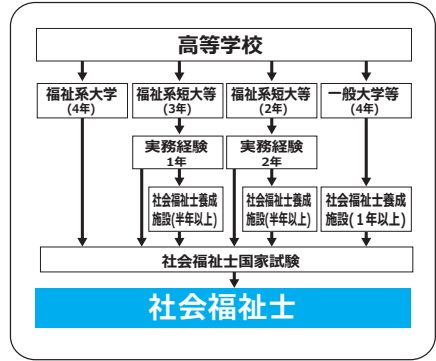 高等学校
福祉系大学
(4年)
福祉系短大等
(3年)
福祉系短大等
(2年)
一般大学等
(4年)
実務経験
1年
実務経験
2年
社会福祉士養成
施設(半年以上)
社会福祉士養成
施設(半年以上)
社会福祉士養成
施設(1年以上)
社会福祉士国家試験
社会福祉士